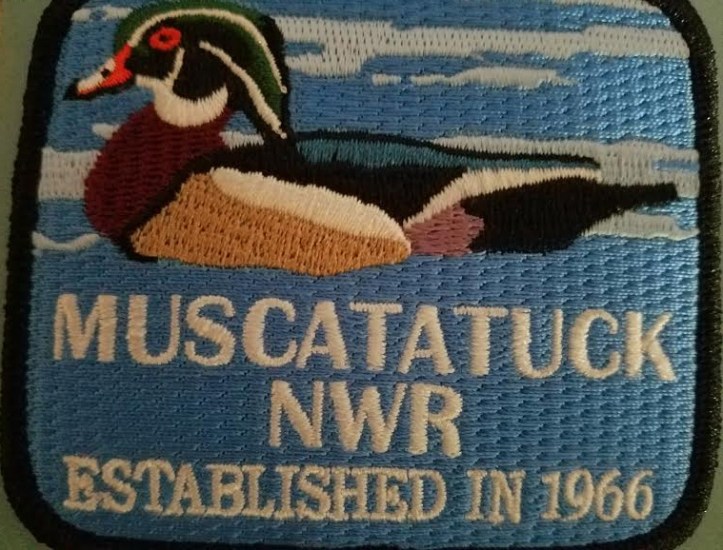 MUSCATATUCK
NWR
ESTABLISHED IN 1966